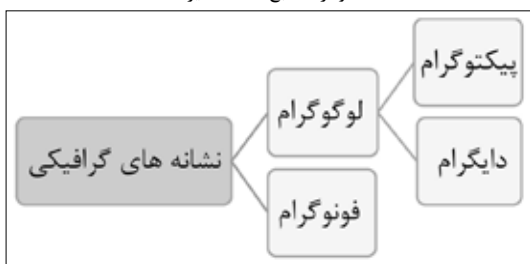 نشانه های گرافیکی
لوگوگرام
فونوگرام
پیکتوگرام
دایگرام